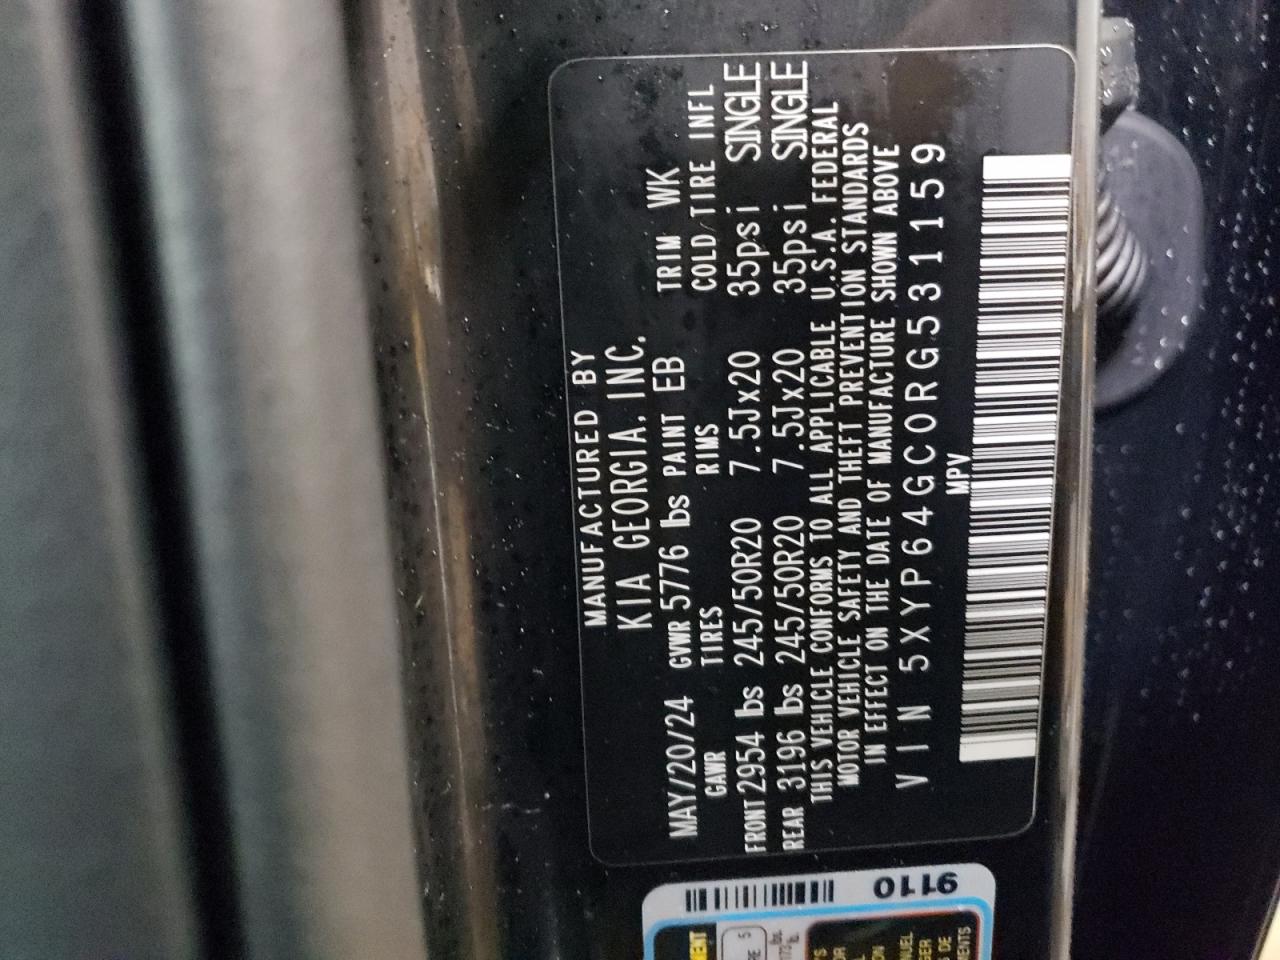 MANUFACTURED BY
KIA GEORGIA. INC.
MAY/20/24 GVWR 5776 lbs PAINT EB TRIM WK
GAWR TIRES RIMS COLD TIRE INFL
FRONT 2954 lbs 245/50R20 7.5Jx20 35psi SINGLE
REAR 3196 lbs 245/50R20 7.5Jx20 35psi SINGLE
THIS VEHICLE CONFORMS TO ALL APPLICABLE U.S.A. FEDERAL
MOTOR VEHICLE SAFETY AND THEFT PREVENTION STANDARDS
IN EFFECT ON THE DATE OF MANUFACTURE SHOWN ABOVE
VIN 5XYP64GC0RG531159
MPV
9110